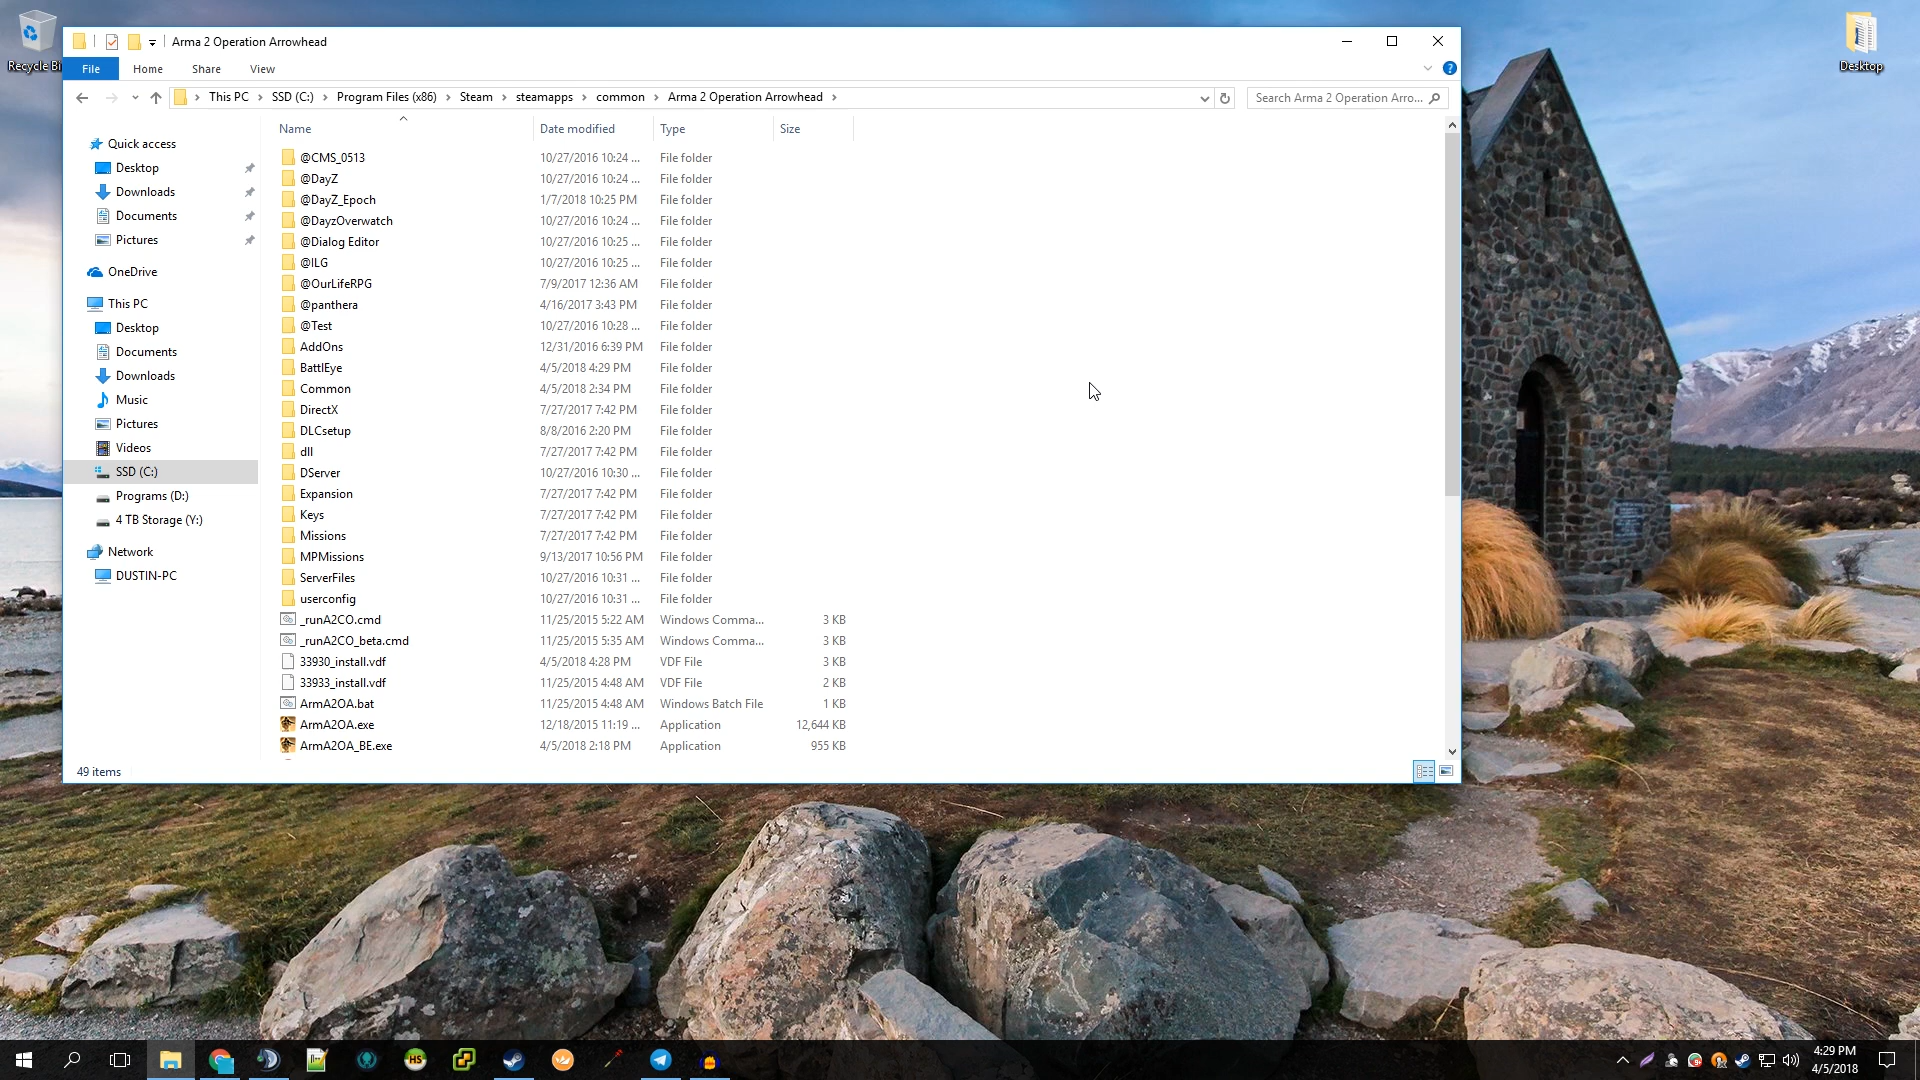 Recycle Bi
Desktop
Arma 2 Operation Arrowhead
File Home Share View
This PC SSD (C:) Program Files (x86) Steam steamapps common Arma 2 Operation Arrowhead
Search Arma 2 Operation Arro...
Quick access
Desktop
Downloads
Documents
Pictures
OneDrive
This PC
Desktop
Documents
Downloads
Music
Pictures
Videos
SSD (C:)
Programs (D:)
4 TB Storage (Y:)
Network
DUSTIN-PC
Name Date modified Type Size
@CMS_0513 10/27/2016 10:24 ... File folder
@DayZ 10/27/2016 10:24 ... File folder
@DayZ_Epoch 1/7/2018 10:25 PM File folder
@DayzOverwatch 10/27/2016 10:24 ... File folder
@Dialog Editor 10/27/2016 10:25 ... File folder
@ILG 10/27/2016 10:25 ... File folder
@OurLifeRPG 7/9/2017 12:36 AM File folder
@panthera 4/16/2017 3:43 PM File folder
@Test 10/27/2016 10:28 ... File folder
AddOns 12/31/2016 6:39 PM File folder
BattlEye 4/5/2018 4:29 PM File folder
Common 4/5/2018 2:34 PM File folder
DirectX 7/27/2017 7:42 PM File folder
DLCsetup 8/8/2016 2:20 PM File folder
dll 7/27/2017 7:42 PM File folder
DServer 10/27/2016 10:30 ... File folder
Expansion 7/27/2017 7:42 PM File folder
Keys 7/27/2017 7:42 PM File folder
Missions 7/27/2017 7:42 PM File folder
MPMissions 9/13/2017 10:56 PM File folder
ServerFiles 10/27/2016 10:31 ... File folder
userconfig 10/27/2016 10:31 ... File folder
_runA2CO.cmd 11/25/2015 5:22 AM Windows Comma... 3 KB
_runA2CO_beta.cmd 11/25/2015 5:35 AM Windows Comma... 3 KB
33930_install.vdf 4/5/2018 4:28 PM VDF File 3 KB
33933_install.vdf 11/25/2015 4:48 AM VDF File 2 KB
ArmA2OA.bat 11/25/2015 4:48 AM Windows Batch File 1 KB
ArmA2OA.exe 12/18/2015 11:19 ... Application 12,644 KB
ArmA2OA_BE.exe 4/5/2018 2:18 PM Application 955 KB
49 items
HS
4:29 PM
4/5/2018